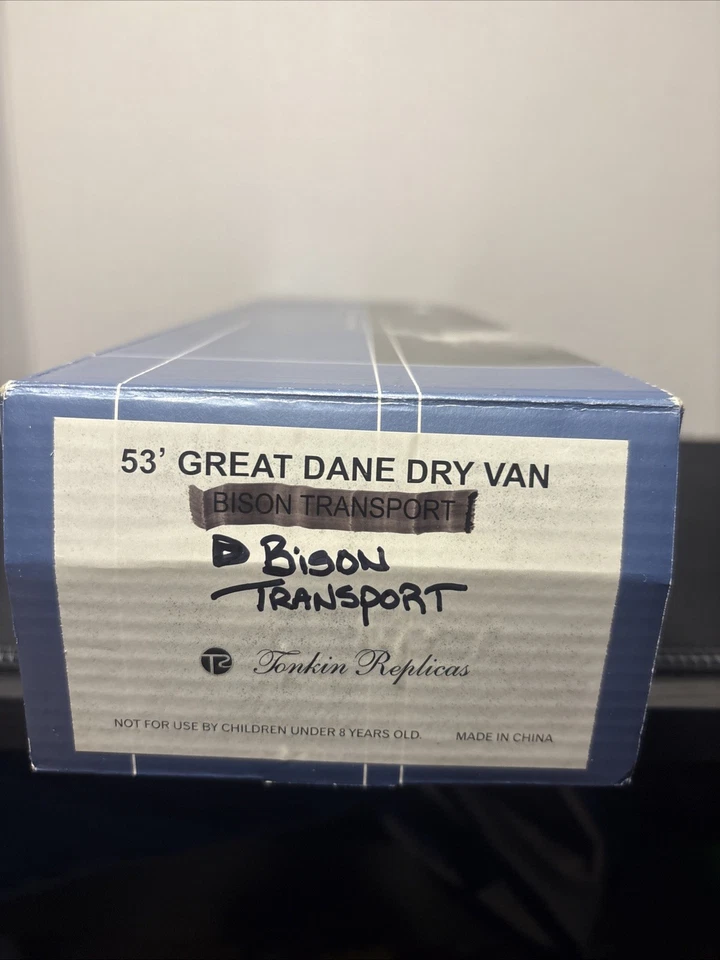 53’ GREAT DANE DRY VAN
BISON TRANSPORT
Bison
TRANSPORT
TR Tonkin Replicas
NOT FOR USE BY CHILDREN UNDER 8 YEARS OLD. MADE IN CHINA